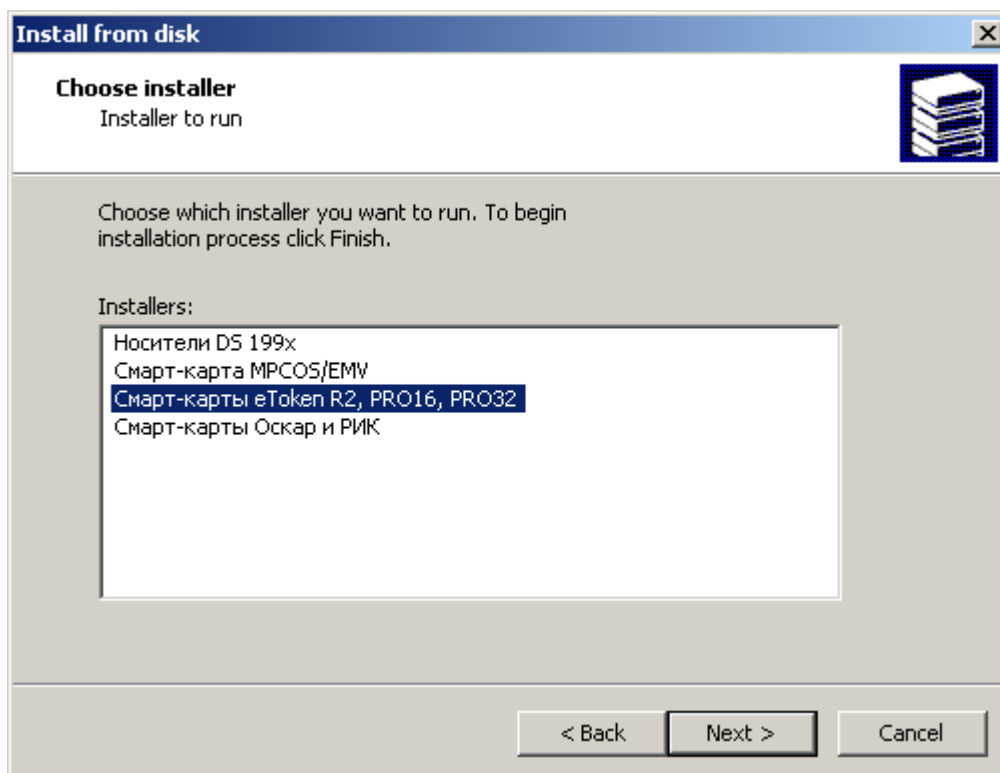 Install from disk
Choose installer
Installer to run
Choose which installer you want to run. To begin
installation process click Finish.
Installers:
Носители DS 199x
Смарт-карта MPCOS/EMV
Смарт-карты eToken R2, PRO16, PRO32
Смарт-карты Оскар и РИК
< Back
Next >
Cancel